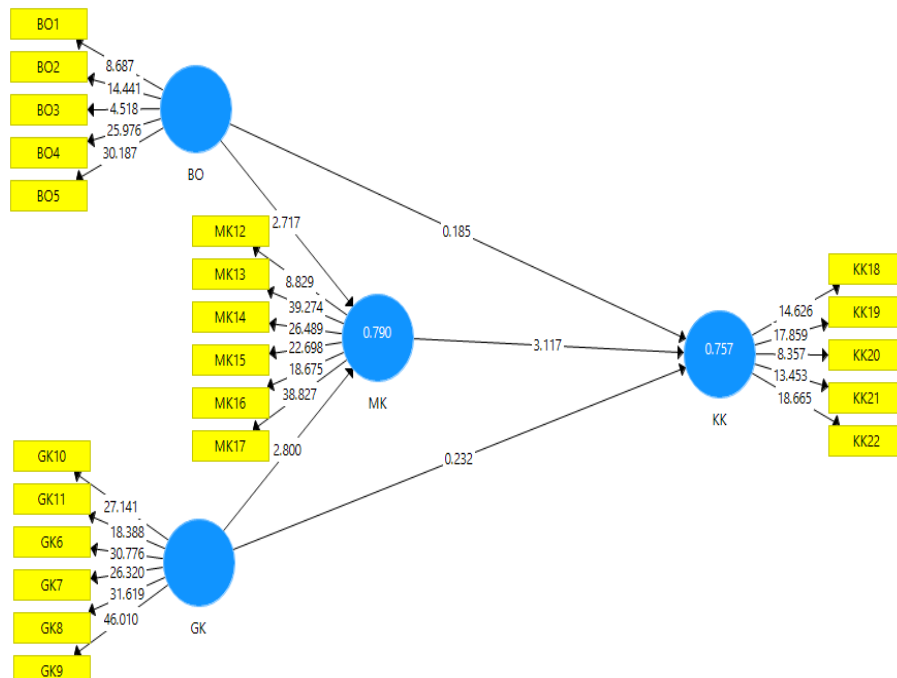 BO1
BO2
BO3
BO4
BO5
8.687
14.441
4.518
25.976
30.187
BO
2.717
0.185
MK12
MK13
MK14
MK15
MK16
MK17
8.829
39.274
26.489
22.698
18.675
38.827
0.790
MK
3.117
2.800
0.232
0.757
KK
14.626
17.859
8.357
13.453
18.665
KK18
KK19
KK20
KK21
KK22
GK10
GK11
GK6
GK7
GK8
GK9
27.141
18.388
30.776
26.320
31.619
46.010
GK